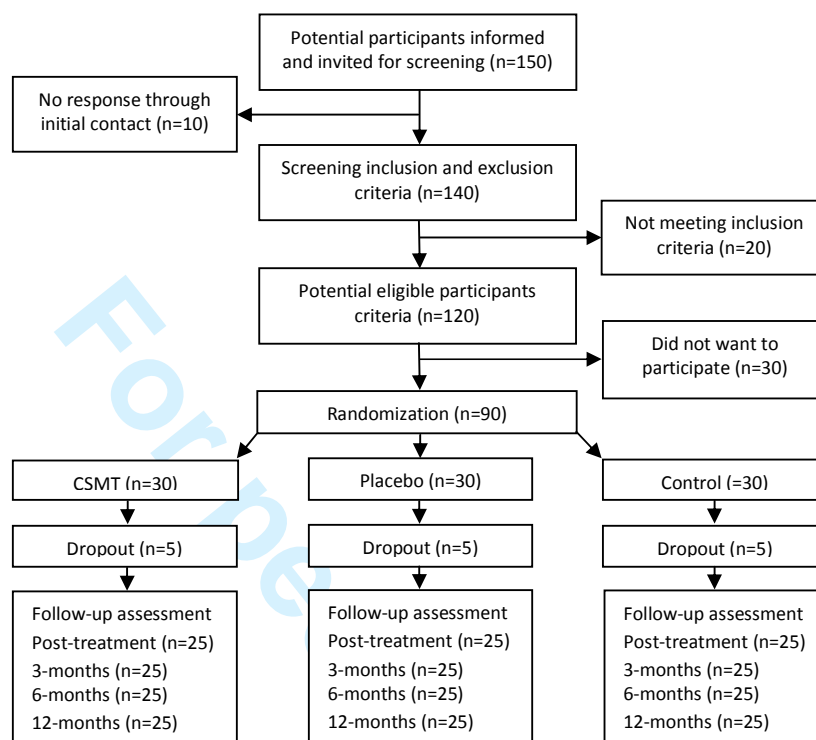 Potential participants informed
and invited for screening (n=150)
No response through
initial contact (n=10)
Screening inclusion and exclusion
criteria (n=140)
Not meeting inclusion
criteria (n=20)
Potential eligible participants
criteria (n=120)
Did not want to
participate (n=30)
Randomization (n=90)
CSMT (n=30)
Placebo (n=30)
Control (=30)
Dropout (n=5)
Dropout (n=5)
Dropout (n=5)
Follow-up assessment
Post-treatment (n=25)
3-months (n=25)
6-months (n=25)
12-months (n=25)
Follow-up assessment
Post-treatment (n=25)
3-months (n=25)
6-months (n=25)
12-months (n=25)
Follow-up assessment
Post-treatment (n=25)
3-months (n=25)
6-months (n=25)
12-months (n=25)
For pee